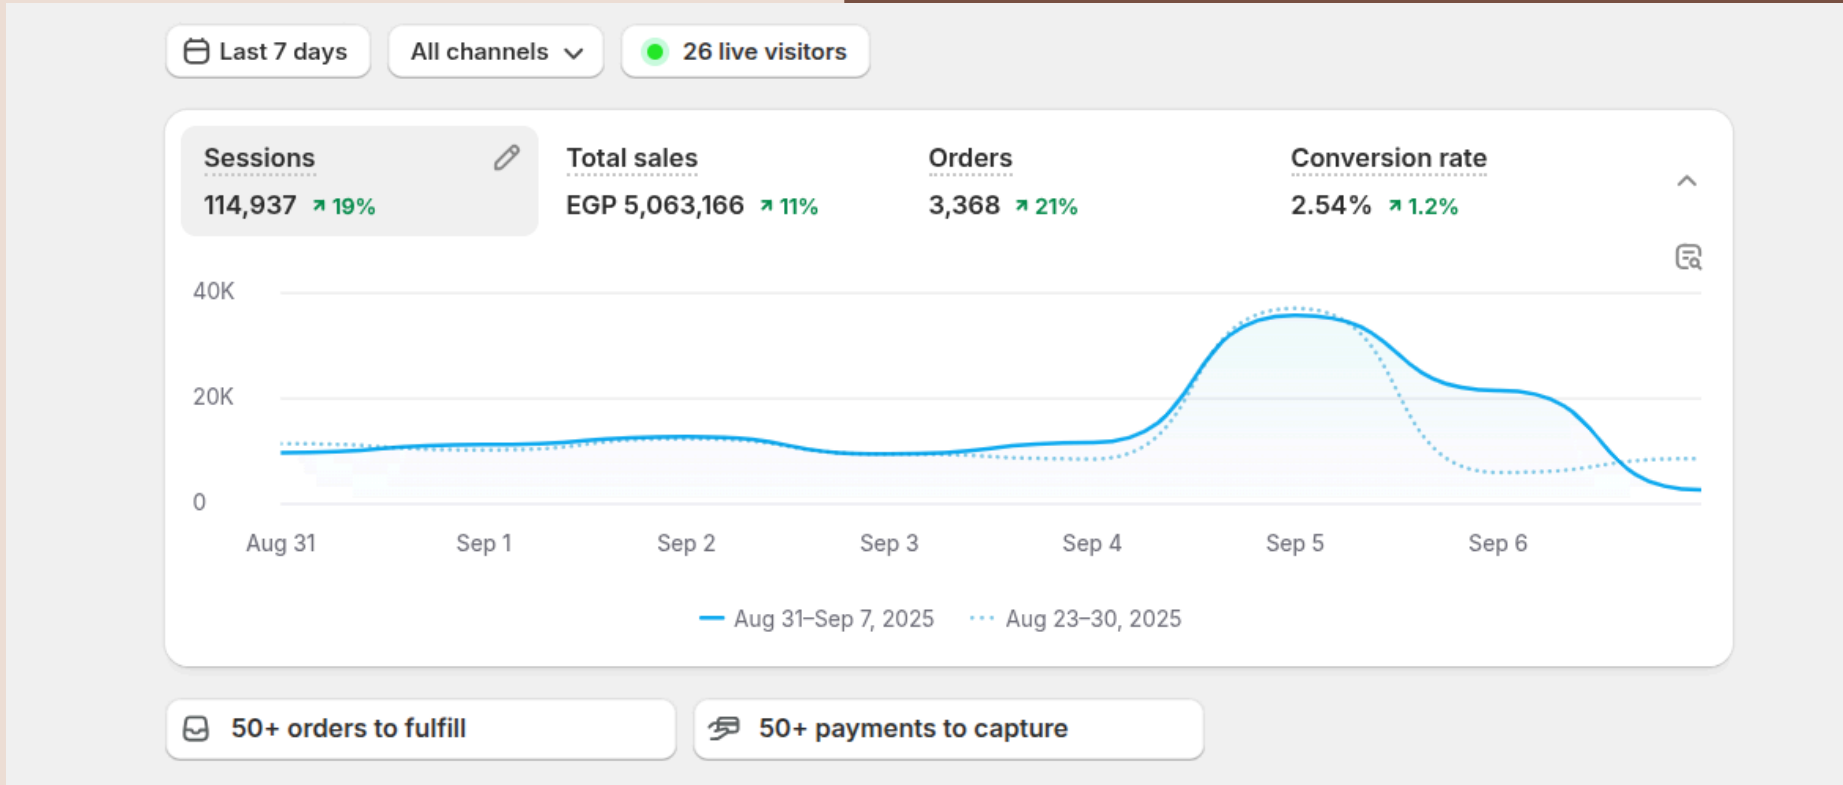 Last 7 days
All channels
26 live visitors
Sessions
114,937 19%
Total sales
EGP 5,063,166 11%
Orders
3,368 21%
Conversion rate
2.54% 1.2%
40K
20K
0
Aug 31 Sep 1 Sep 2 Sep 3 Sep 4 Sep 5 Sep 6
Aug 31–Sep 7, 2025 Aug 23–30, 2025
50+ orders to fulfill
50+ payments to capture